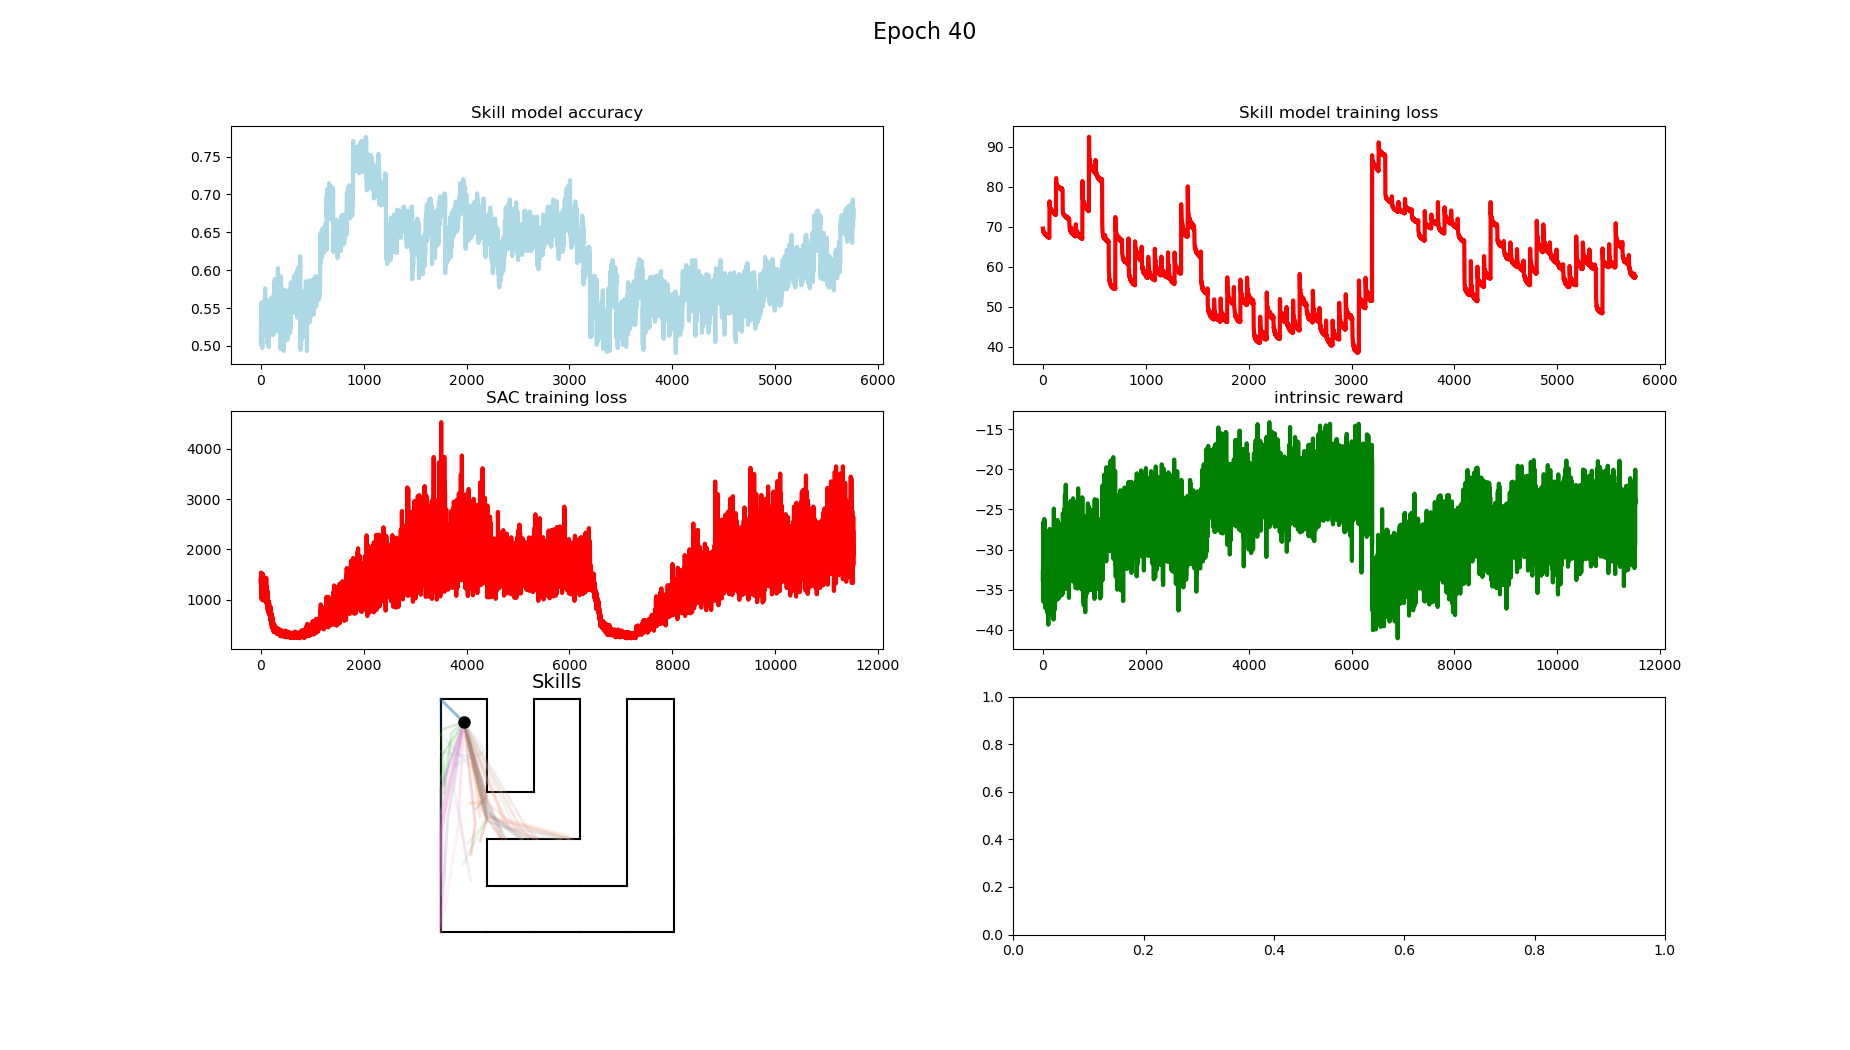 Epoch 40
Skill model accuracy
0.75
0.70
0.65
0.60
0.55
0.50
0 1000 2000 3000 4000 5000 6000
Skill model training loss
90
80
70
60
50
40
0 1000 2000 3000 4000 5000 6000
SAC training loss
4000
3000
2000
1000
0 2000 4000 6000 8000 10000 12000
intrinsic reward
−15
−20
−25
−30
−35
−40
0 2000 4000 6000 8000 10000 12000
Skills
1.0
0.8
0.6
0.4
0.2
0.0
0.0 0.2 0.4 0.6 0.8 1.0